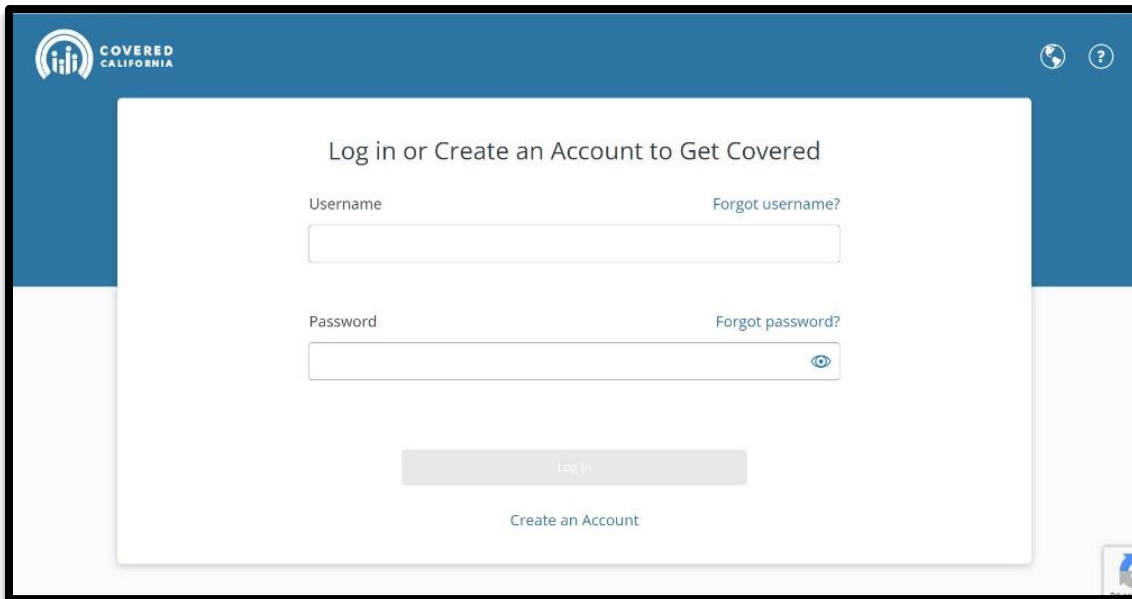 COVERED
CALIFORNIA
?
Log in or Create an Account to Get Covered
Username Forgot username?
Password Forgot password?
Log In
Create an Account